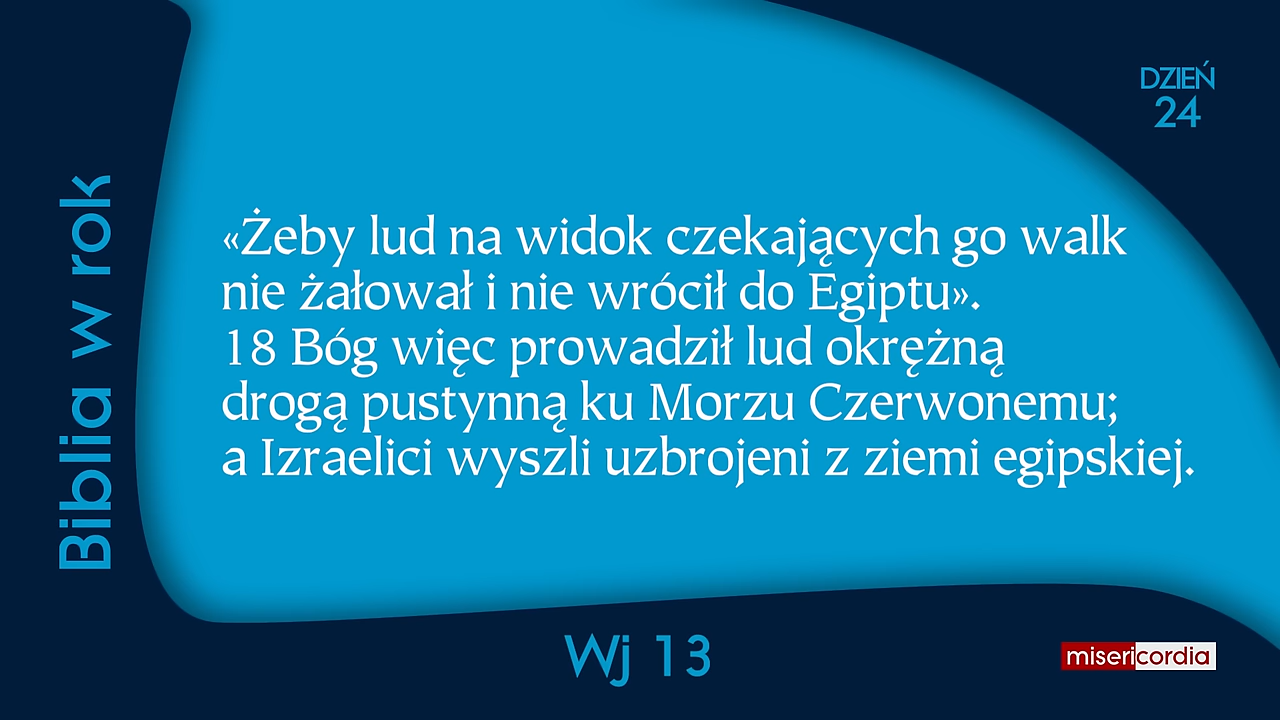 DZIEŃ
24
Biblia w rok
«Żeby lud na widok czekających go walk
nie żałował i nie wrócił do Egiptu».
18 Bóg więc prowadził lud okrężną
drogą pustynną ku Morzu Czerwonemu;
a Izraelici wyszli uzbrojeni z ziemi egipskiej.
Wj 13
misericordia